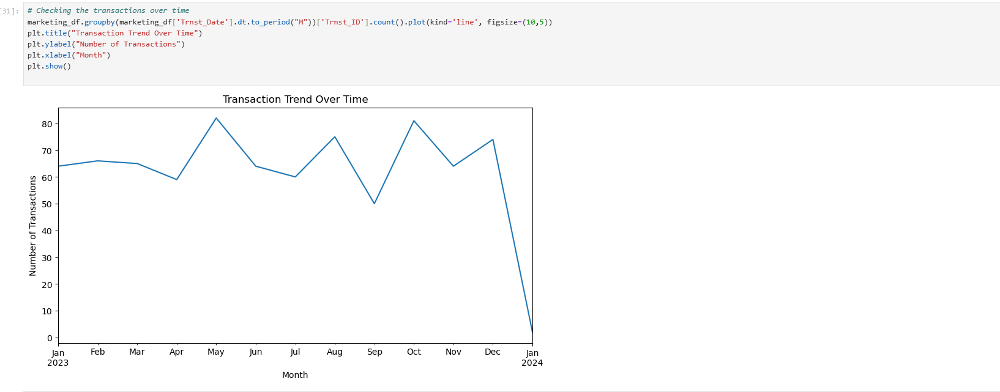 [31]:
# Checking the transactions over time
marketing_df.groupby(marketing_df['Trnst_Date'].dt.to_period("M"))['Trnst_ID'].count().plot(kind='line', figsize=(10,5))
plt.title("Transaction Trend Over Time")
plt.ylabel("Number of Transactions")
plt.xlabel("Month")
plt.show()
Transaction Trend Over Time
Number of Transactions
80
70
60
50
40
30
20
10
0
Jan Feb Mar Apr May Jun Jul Aug Sep Oct Nov Dec Jan
2023 2024
Month